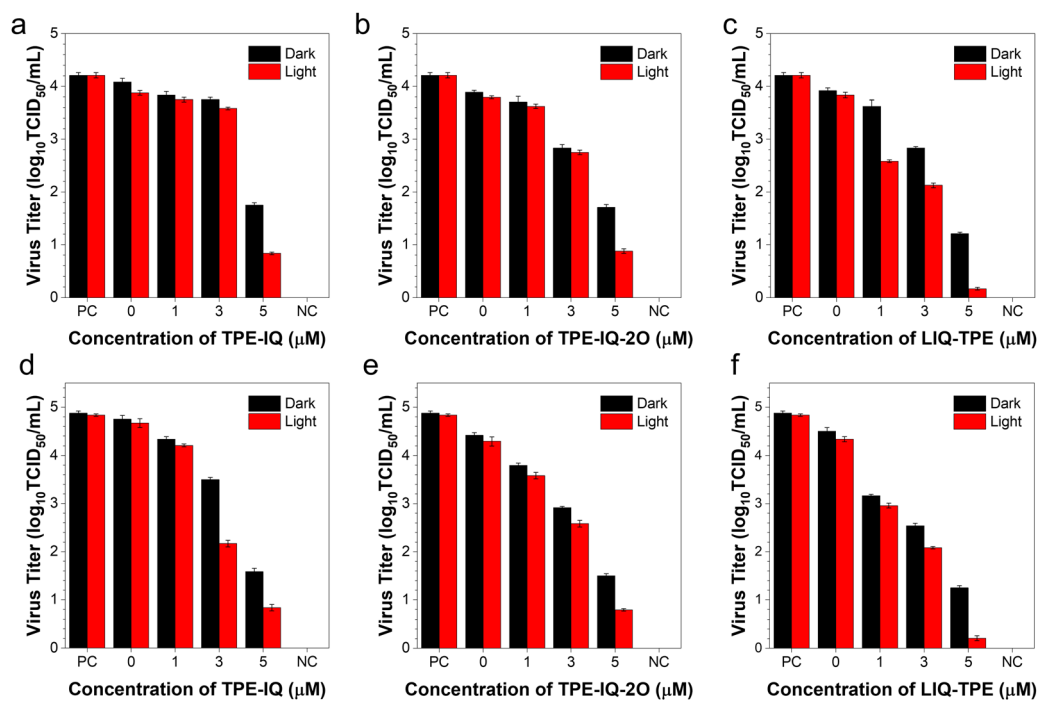 a
Virus Titer (log10TCID50/mL)
5
4
3
2
1
0
Dark
Light
PC 0 1 3 5 NC
Concentration of TPE-IQ (μM)
b
Virus Titer (log10TCID50/mL)
5
4
3
2
1
0
Dark
Light
PC 0 1 3 5 NC
Concentration of TPE-IQ-2O (μM)
c
Virus Titer (log10TCID50/mL)
5
4
3
2
1
0
Dark
Light
PC 0 1 3 5 NC
Concentration of LIQ-TPE (μM)
d
Virus Titer (log10TCID50/mL)
5
4
3
2
1
0
Dark
Light
PC 0 1 3 5 NC
Concentration of TPE-IQ (μM)
e
Virus Titer (log10TCID50/mL)
5
4
3
2
1
0
Dark
Light
PC 0 1 3 5 NC
Concentration of TPE-IQ-2O (μM)
f
Virus Titer (log10TCID50/mL)
5
4
3
2
1
0
Dark
Light
PC 0 1 3 5 NC
Concentration of LIQ-TPE (μM)